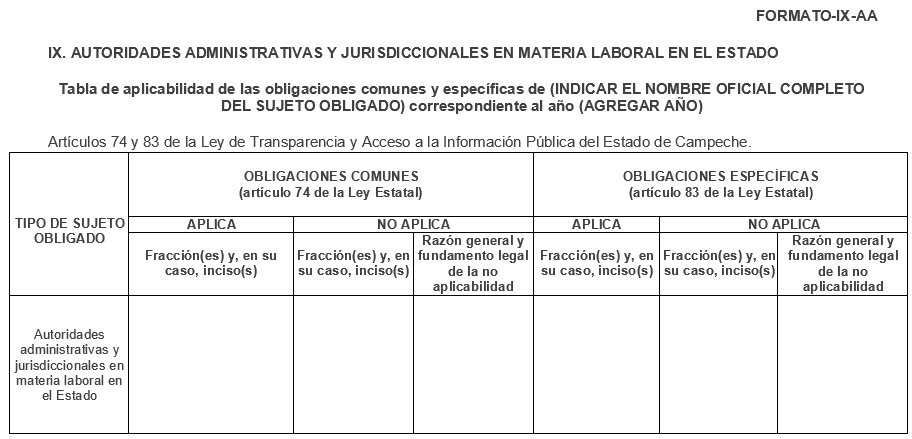 FORMATO-IX-AA
IX. AUTORIDADES ADMINISTRATIVAS Y JURISDICCIONALES EN MATERIA LABORAL EN EL ESTADO
Tabla de aplicabilidad de las obligaciones comunes y específicas de (INDICAR EL NOMBRE OFICIAL COMPLETO
DEL SUJETO OBLIGADO) correspondiente al año (AGREGAR AÑO)
Artículos 74 y 83 de la Ley de Transparencia y Acceso a la Información Pública del Estado de Campeche.
TIPO DE SUJETO
OBLIGADO
OBLIGACIONES COMUNES
(artículo 74 de la Ley Estatal)
OBLIGACIONES ESPECÍFICAS
(artículo 83 de la Ley Estatal)
APLICA
NO APLICA
APLICA
NO APLICA
Fracción(es) y, en su
caso, inciso(s)
Fracción(es) y, en
su caso, inciso(s)
Razón general y
fundamento legal
de la no
aplicabilidad
Fracción(es) y, en
su caso, inciso(s)
Fracción(es) y, en
su caso, inciso(s)
Razón general y
fundamento legal
de la no
aplicabilidad
Autoridades
administrativas y
jurisdiccionales en
materia laboral en
el Estado